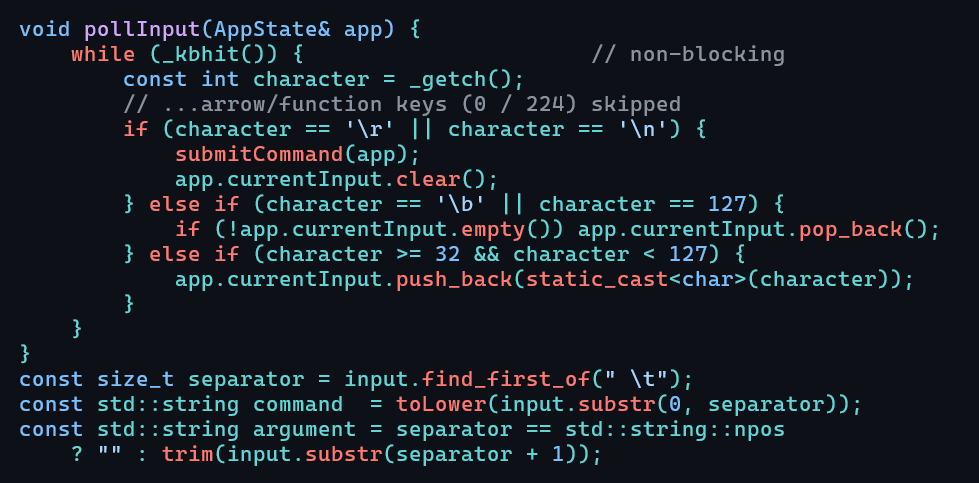 void pollInput(AppState& app) {
    while (_kbhit()) {                      // non-blocking
        const int character = _getch();
        // ...arrow/function keys (0 / 224) skipped
        if (character == '\r' || character == '\n') {
            submitCommand(app);
            app.currentInput.clear();
        } else if (character == '\b' || character == 127) {
            if (!app.currentInput.empty()) app.currentInput.pop_back();
        } else if (character >= 32 && character < 127) {
            app.currentInput.push_back(static_cast<char>(character));
        }
    }
}
const size_t separator = input.find_first_of(" \t");
const std::string command  = toLower(input.substr(0, separator));
const std::string argument = separator == std::string::npos
    ? "" : trim(input.substr(separator + 1));